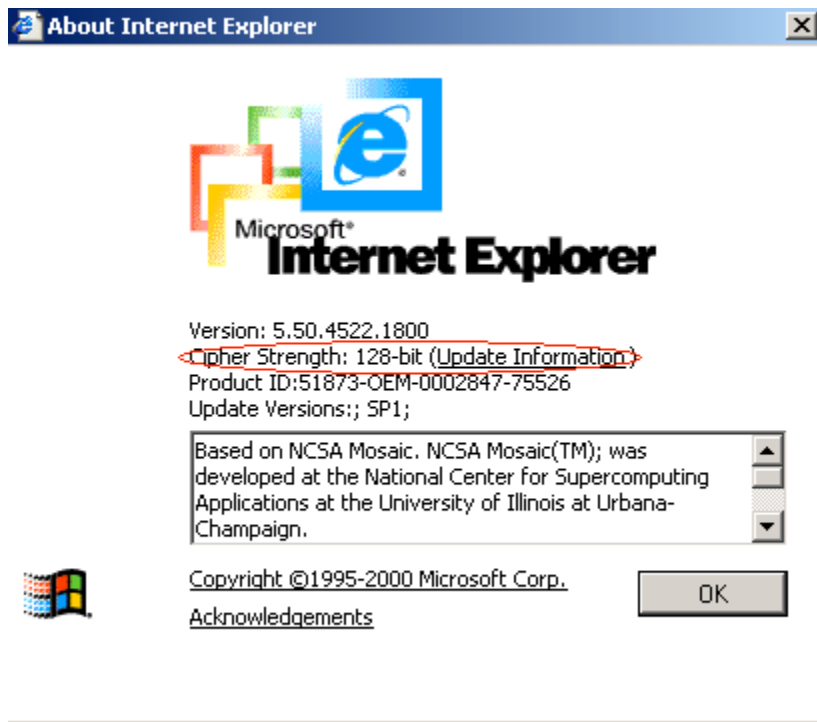 About Internet Explorer
Microsoft®
Internet Explorer
Version: 5.50.4522.1800
Cipher Strength: 128-bit (Update Information )
Product ID:51873-OEM-0002847-75526
Update Versions:; SP1;
Based on NCSA Mosaic. NCSA Mosaic(TM); was
developed at the National Center for Supercomputing
Applications at the University of Illinois at Urbana-
Champaign.
Copyright ©1995-2000 Microsoft Corp.
OK
Acknowledgements